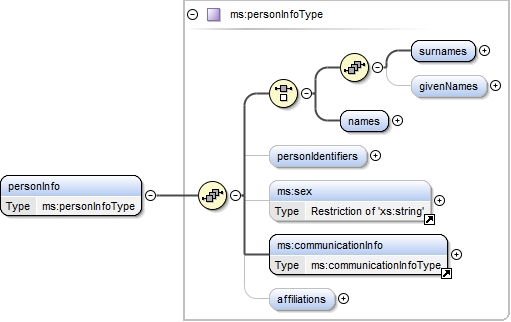 ms:personInfoType
surnames
givenNames
names
personIdentifiers
personInfo
Type ms:personInfoType
ms:sex
Type Restriction of 'xs:string'
ms:communicationInfo
Type ms:communicationInfoType
affiliations